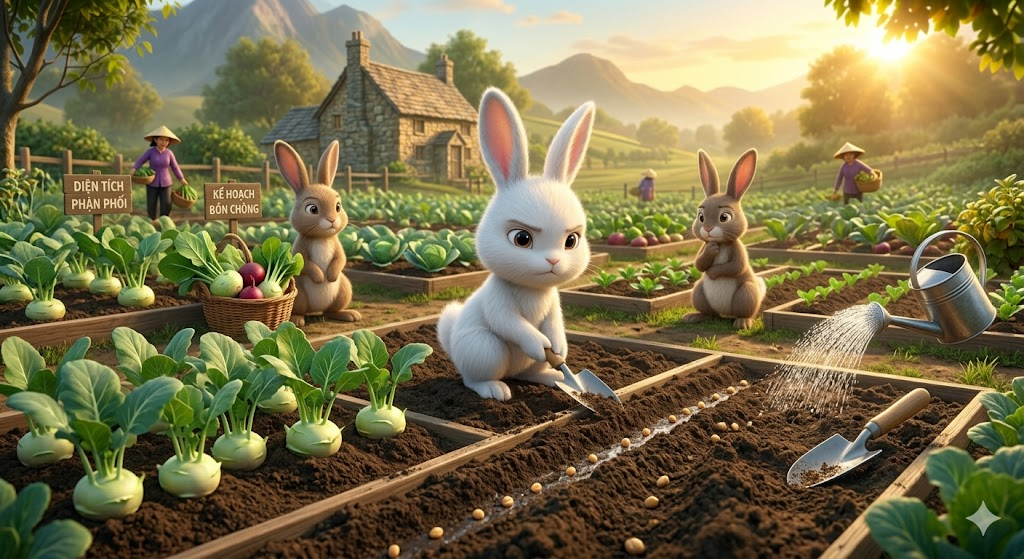 DIỆN TÍCH
PHẬN PHỐI
KẾ HOẠCH
BÓN CHÒNG